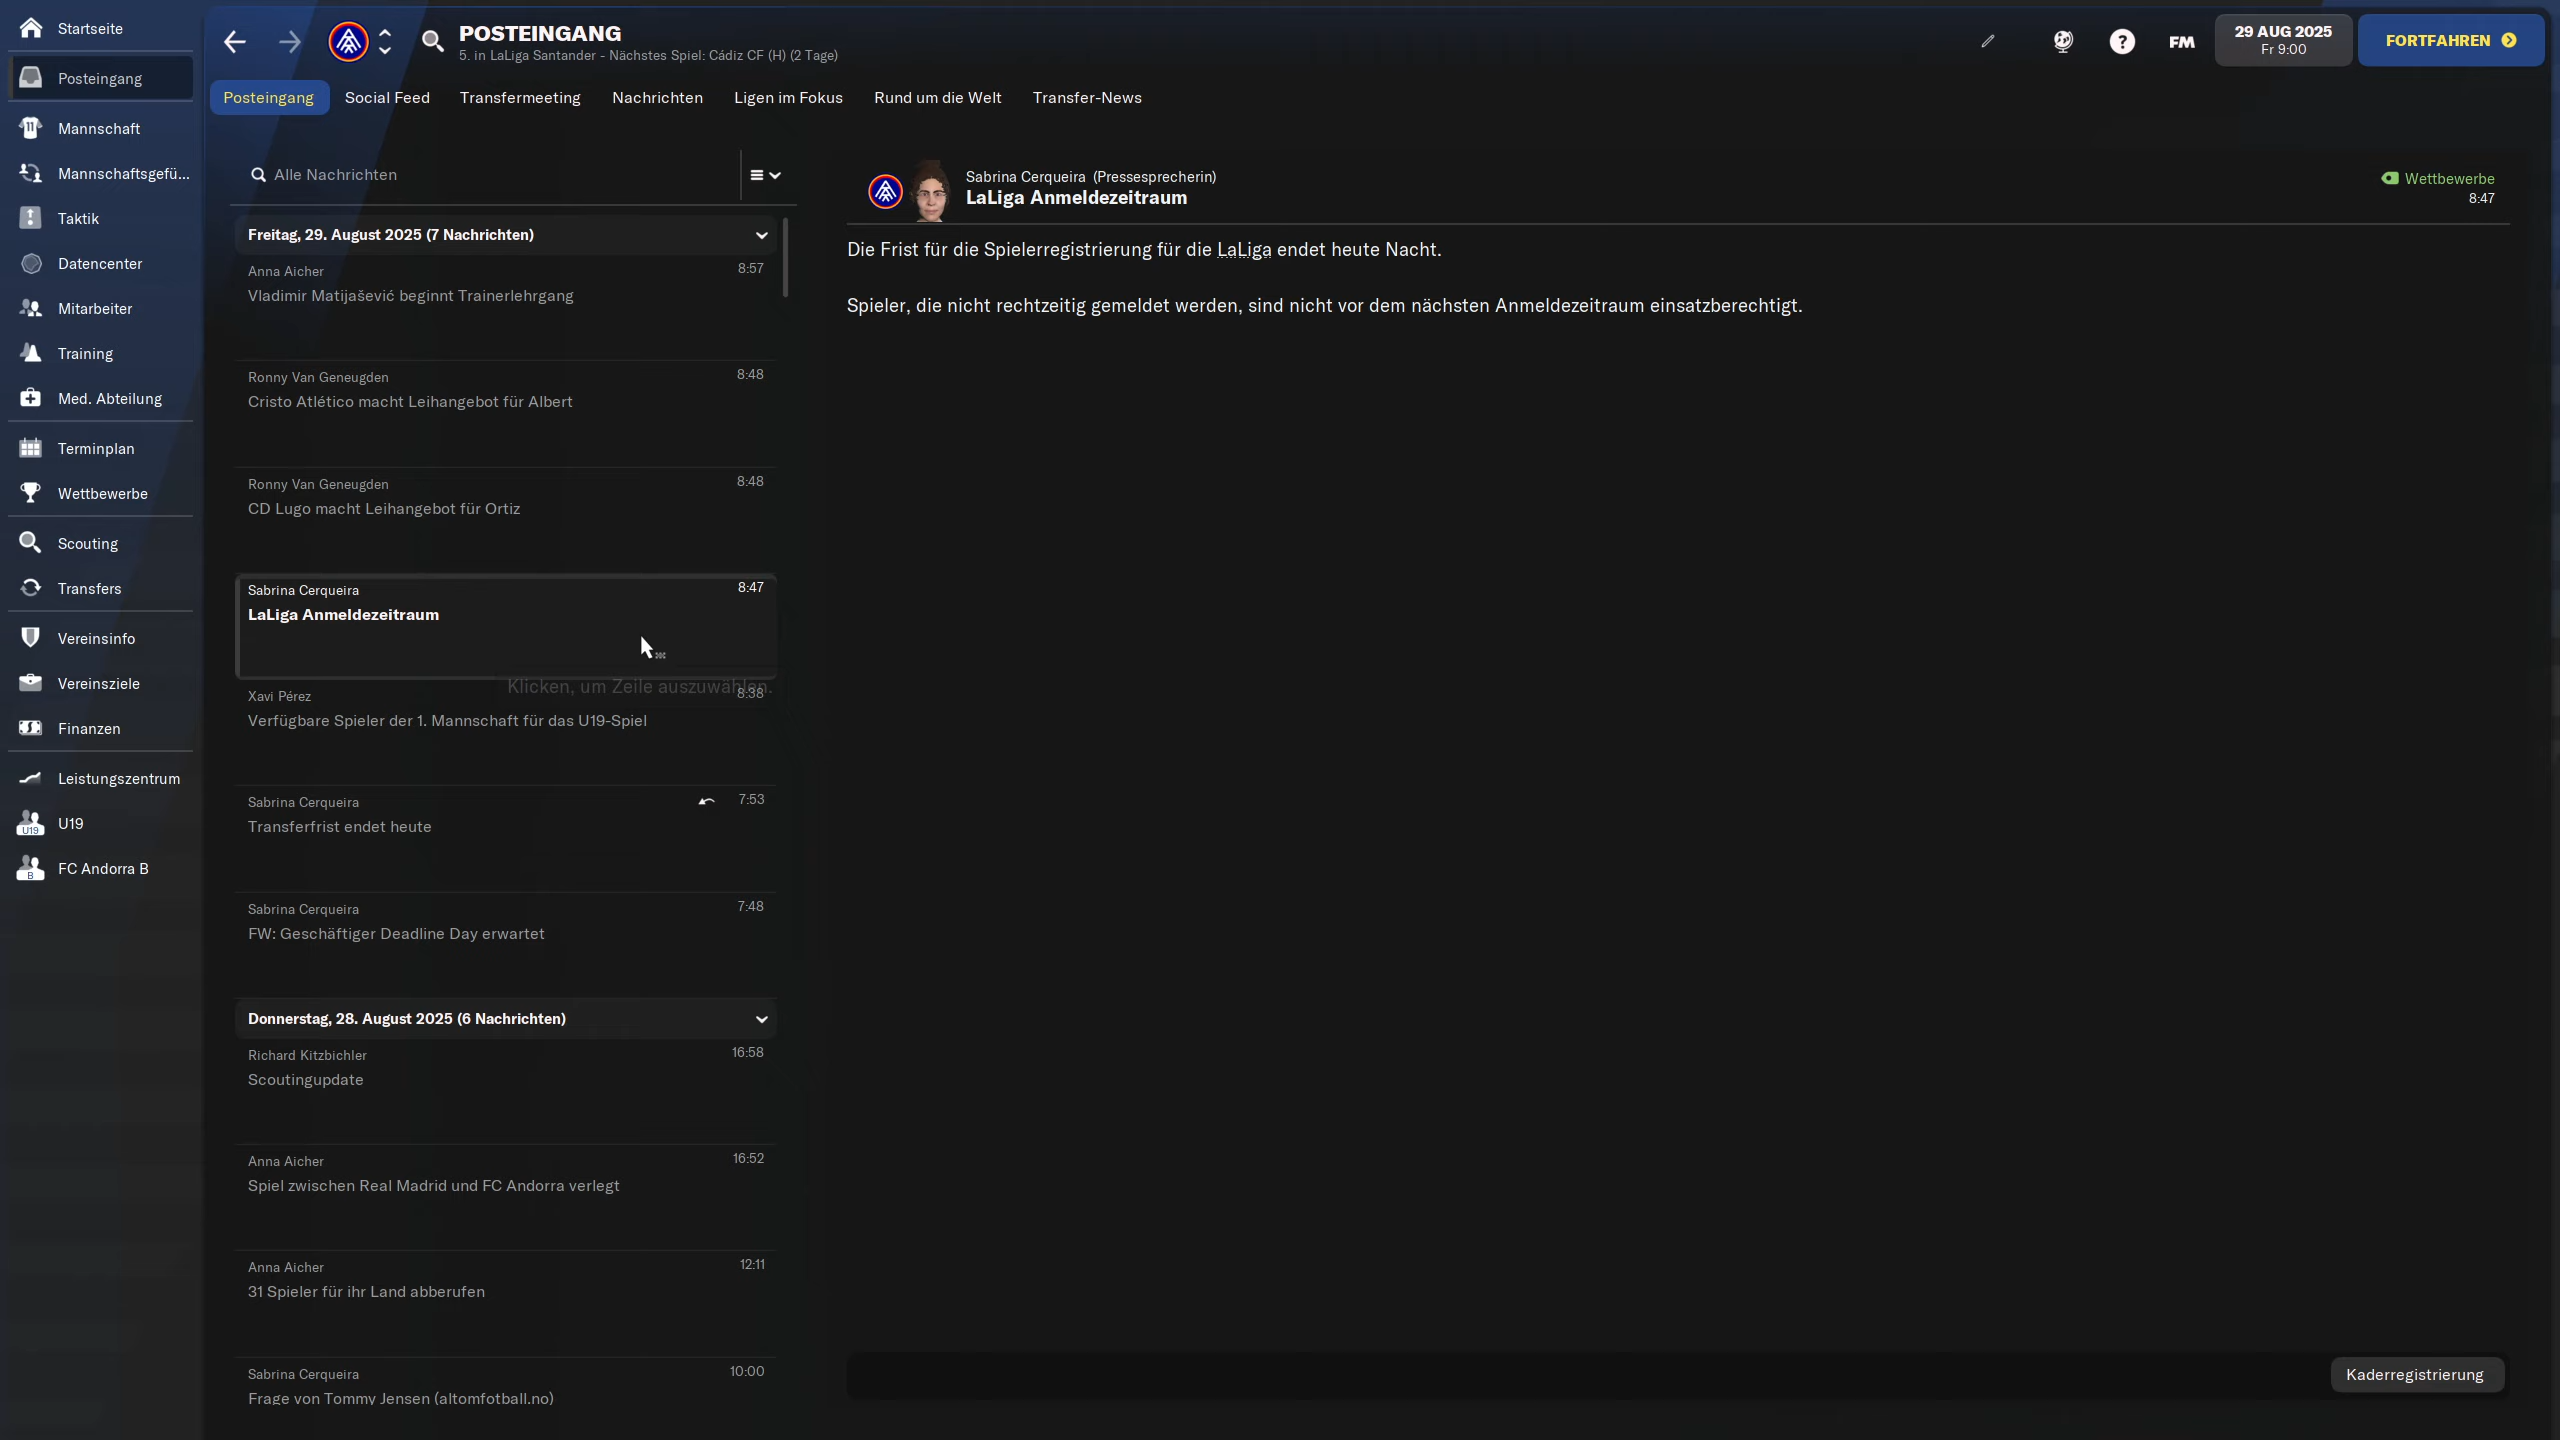 Startseite
Posteingang
Mannschaft
Mannschaftsgefü...
Taktik
Datencenter
Mitarbeiter
Training
Med. Abteilung
Terminplan
Wettbewerbe
Scouting
Transfers
Vereinsinfo
Vereinsziele
Finanzen
Leistungszentrum
U19
U19
B
FC Andorra B
POSTEINGANG
5. in LaLiga Santander - Nächstes Spiel: Cádiz CF (H) (2 Tage)
FM
29 AUG 2025
Fr 9:00
FORTFAHREN
Posteingang Social Feed Transfermeeting Nachrichten Ligen im Fokus Rund um die Welt Transfer-News
Alle Nachrichten
Freitag, 29. August 2025 (7 Nachrichten)
Anna Aicher 8:57
Vladimir Matijašević beginnt Trainerlehrgang
Ronny Van Geneugden 8:48
Cristo Atlético macht Leihangebot für Albert
Ronny Van Geneugden 8:48
CD Lugo macht Leihangebot für Ortiz
Sabrina Cerqueira 8:47
LaLiga Anmeldezeitraum
Klicken, um Zeile auszuwählen.
Xavi Pérez 8:38
Verfügbare Spieler der 1. Mannschaft für das U19-Spiel
Sabrina Cerqueira 7:53
Transferfrist endet heute
Sabrina Cerqueira 7:48
FW: Geschäftiger Deadline Day erwartet
Donnerstag, 28. August 2025 (6 Nachrichten)
Richard Kitzbichler 16:58
Scoutingupdate
Anna Aicher 16:52
Spiel zwischen Real Madrid und FC Andorra verlegt
Anna Aicher 12:11
31 Spieler für ihr Land abberufen
Sabrina Cerqueira 10:00
Frage von Tommy Jensen (altomfotball.no)
Sabrina Cerqueira (Pressesprecherin)
LaLiga Anmeldezeitraum
Wettbewerbe
8:47
Die Frist für die Spielerregistrierung für die LaLiga endet heute Nacht.
Spieler, die nicht rechtzeitig gemeldet werden, sind nicht vor dem nächsten Anmeldezeitraum einsatzberechtigt.
Kaderregistrierung